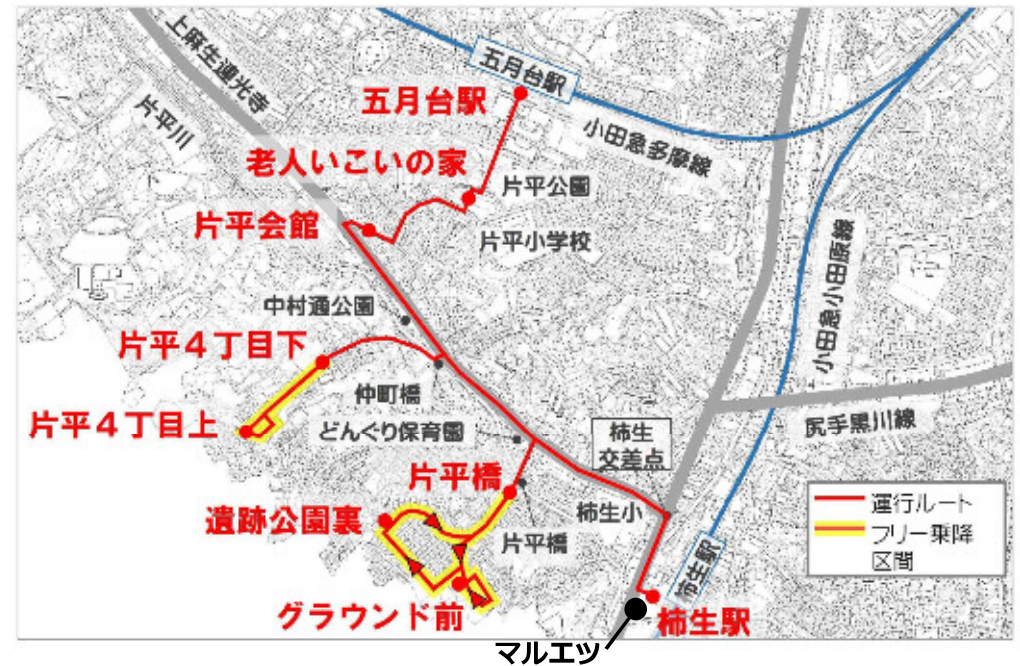 上麻生連光寺
片平川
五月台駅
五月台駅
小田急多摩線
老人いこいの家
片平公園
片平会館
片平小学校
小田急小田原線
中村通公園
片平4丁目下
仲町橋
片平4丁目上
どんぐり保育園
柿生
交差点
尻手黒川線
片平橋
遺跡公園裏
柿生小
片平橋
運行ルート
フリー乗降
区間
グラウンド前
柿生駅
柿生駅
マルエツ